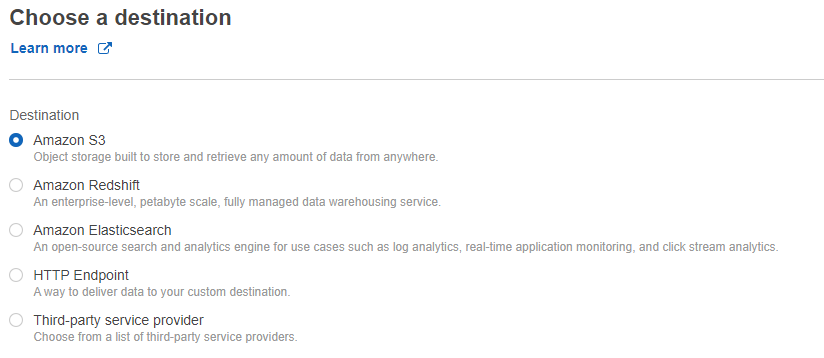 Choose a destination
Learn more
Destination
Amazon S3
Object storage built to store and retrieve any amount of data from anywhere.
Amazon Redshift
An enterprise-level, petabyte scale, fully managed data warehousing service.
Amazon Elasticsearch
An open-source search and analytics engine for use cases such as log analytics, real-time application monitoring, and click stream analytics.
HTTP Endpoint
A way to deliver data to your custom destination.
Third-party service provider
Choose from a list of third-party service providers.